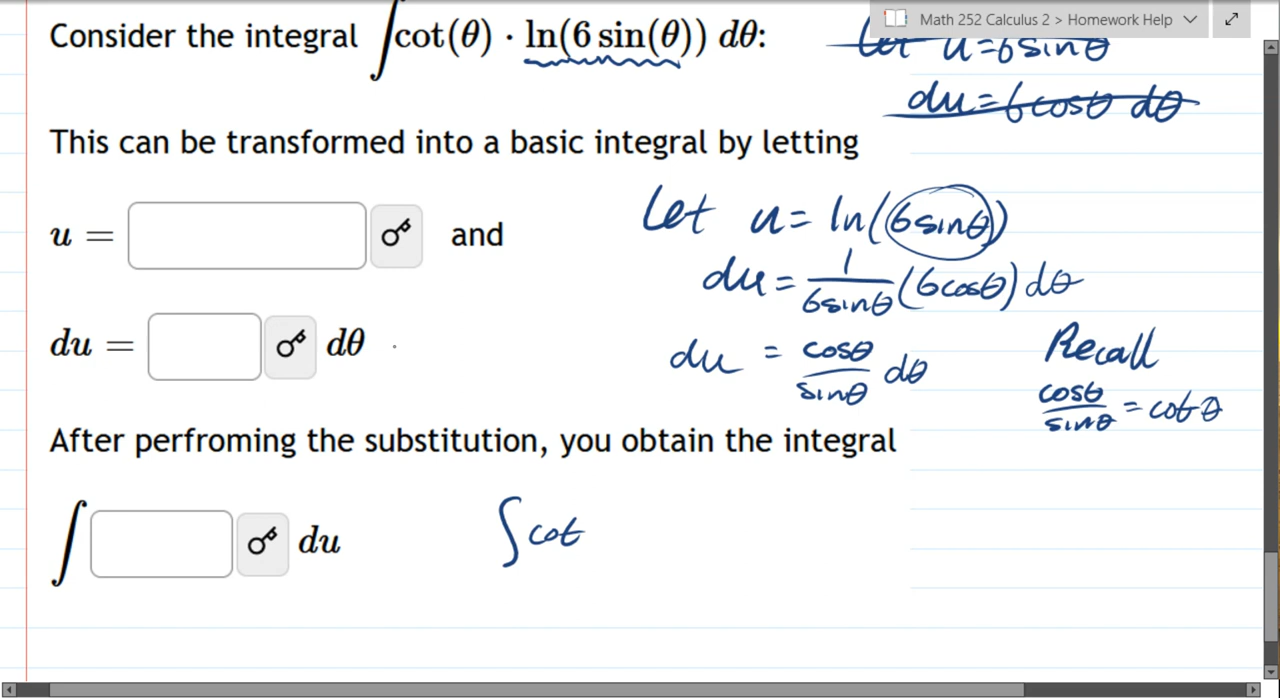 Math 252 Calculus 2 > Homework Help
Consider the integral ∫cot(θ) · ln(6 sin(θ)) dθ:
Let u=6sinθ
du=6cosθ dθ
This can be transformed into a basic integral by letting
u = and
Let u= ln(6sinθ)
du= 1/6sinθ (6cosθ) dθ
du = dθ
du = cosθ/sinθ dθ
Recall
cosθ/sinθ = cotθ
After perfroming the substitution, you obtain the integral
∫ du
∫cot